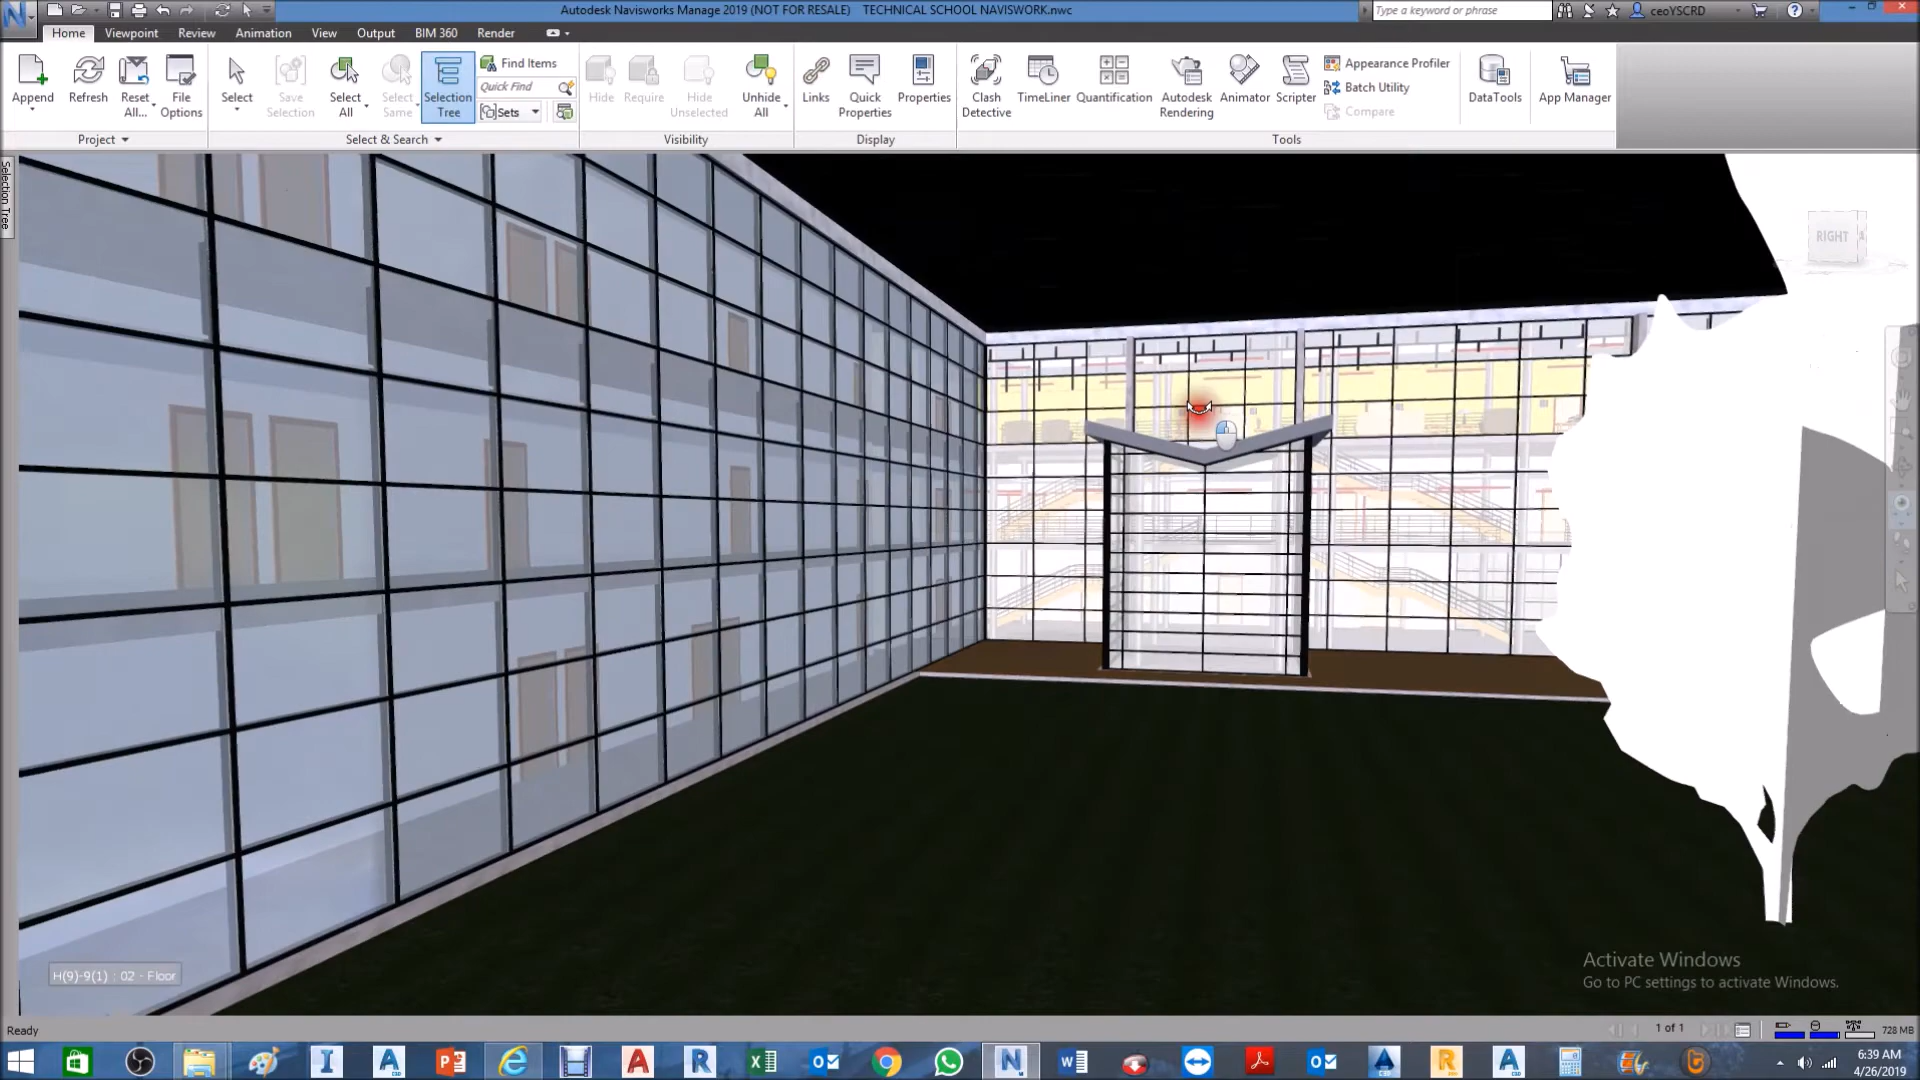 Autodesk Navisworks Manage 2019 (NOT FOR RESALE) TECHNICAL SCHOOL NAVISWORK.nwc
Type a keyword or phrase
ceoYSCRD
Home Viewpoint Review Animation View Output BIM 360 Render
Append
Refresh
Reset All...
File Options
Project
Select
Save Selection
Select All
Select Same
Selection Tree
Find Items
Quick Find
Sets
Select & Search
Hide
Require
Hide Unselected
Unhide All
Visibility
Links
Quick Properties
Properties
Display
Clash Detective
TimeLiner
Quantification
Autodesk Rendering
Animator
Scripter
Appearance Profiler
Batch Utility
Compare
Tools
DataTools
App Manager
Selection Tree
RIGHT
H(9)-9(1) : 02 - Floor
Activate Windows
Go to PC settings to activate Windows.
Ready
1 of 1
728 MB
6:39 AM
4/26/2019